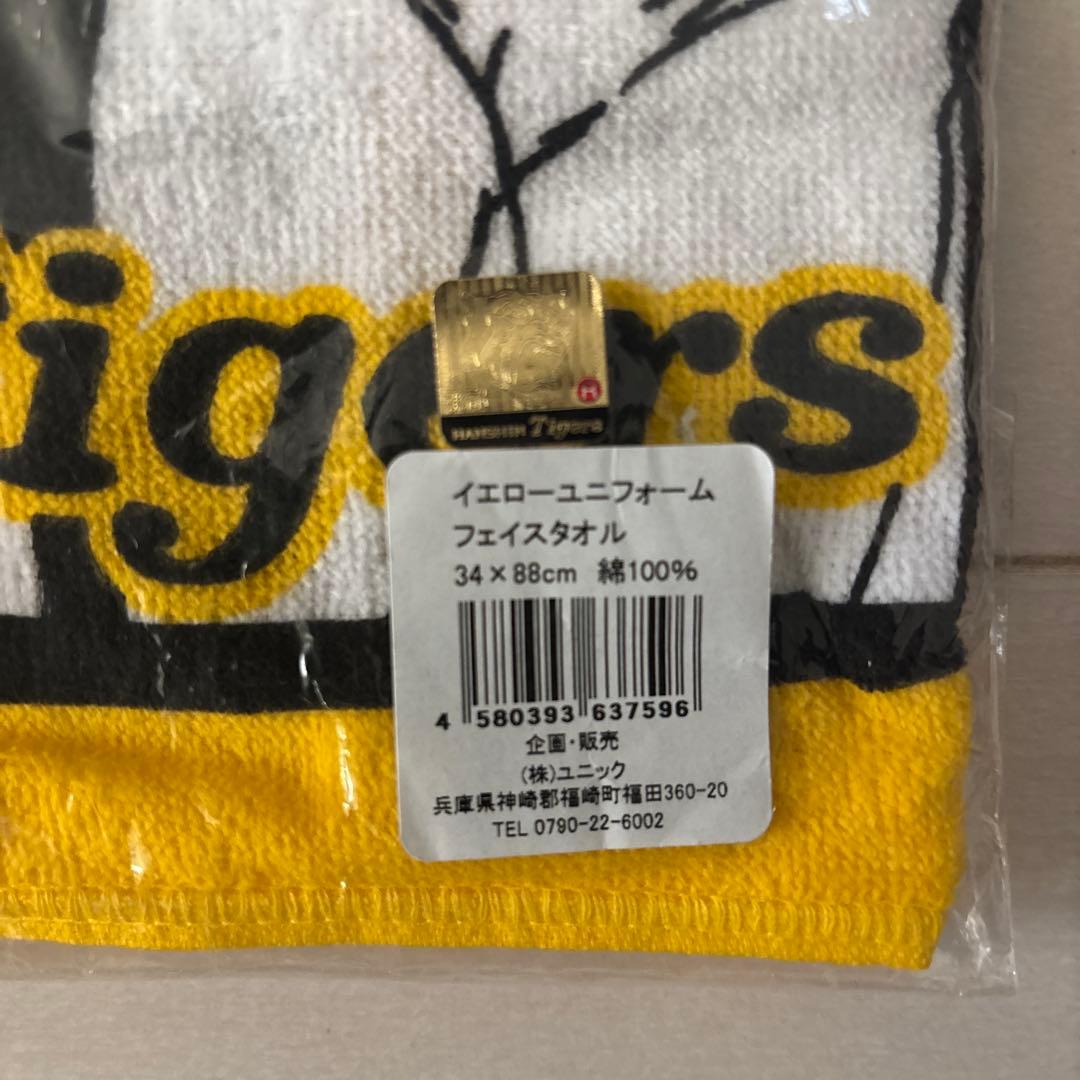 Tigers
HANSHIN Tigers
イエローユニフォーム
フェイスタオル
34×88cm 綿100%
4 580393 637596
企画・販売
(株)ユニック
兵庫県神崎郡福崎町福田360-20
TEL 0790-22-6002